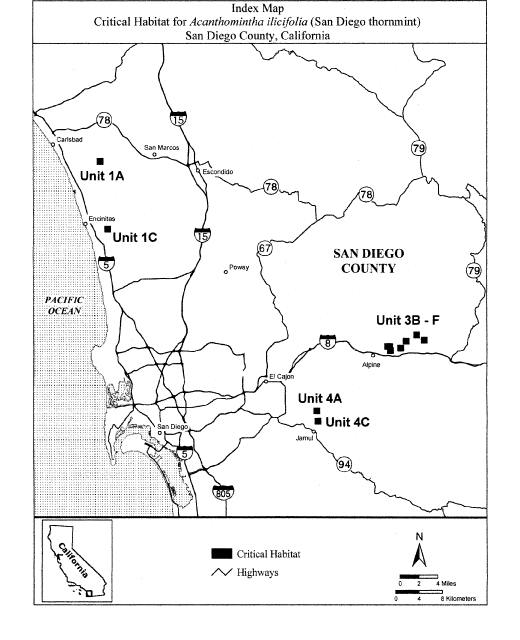 Index Map
Critical Habitat for Acanthomintha ilicifolia (San Diego thornmint)
San Diego County, California
15
78
Carlsbad
San Marcos
79
Unit 1A
Escondido
78
78
Encinitas
Unit 1C
15
67
SAN DIEGO
COUNTY
5
Poway
79
PACIFIC
OCEAN
Unit 3B - F
8
Alpine
El Cajon
Unit 4A
Unit 4C
San Diego
Jamul
5
94
805
California
Critical Habitat
Highways
N
0 2 4 Miles
0 4 8 Kilometers